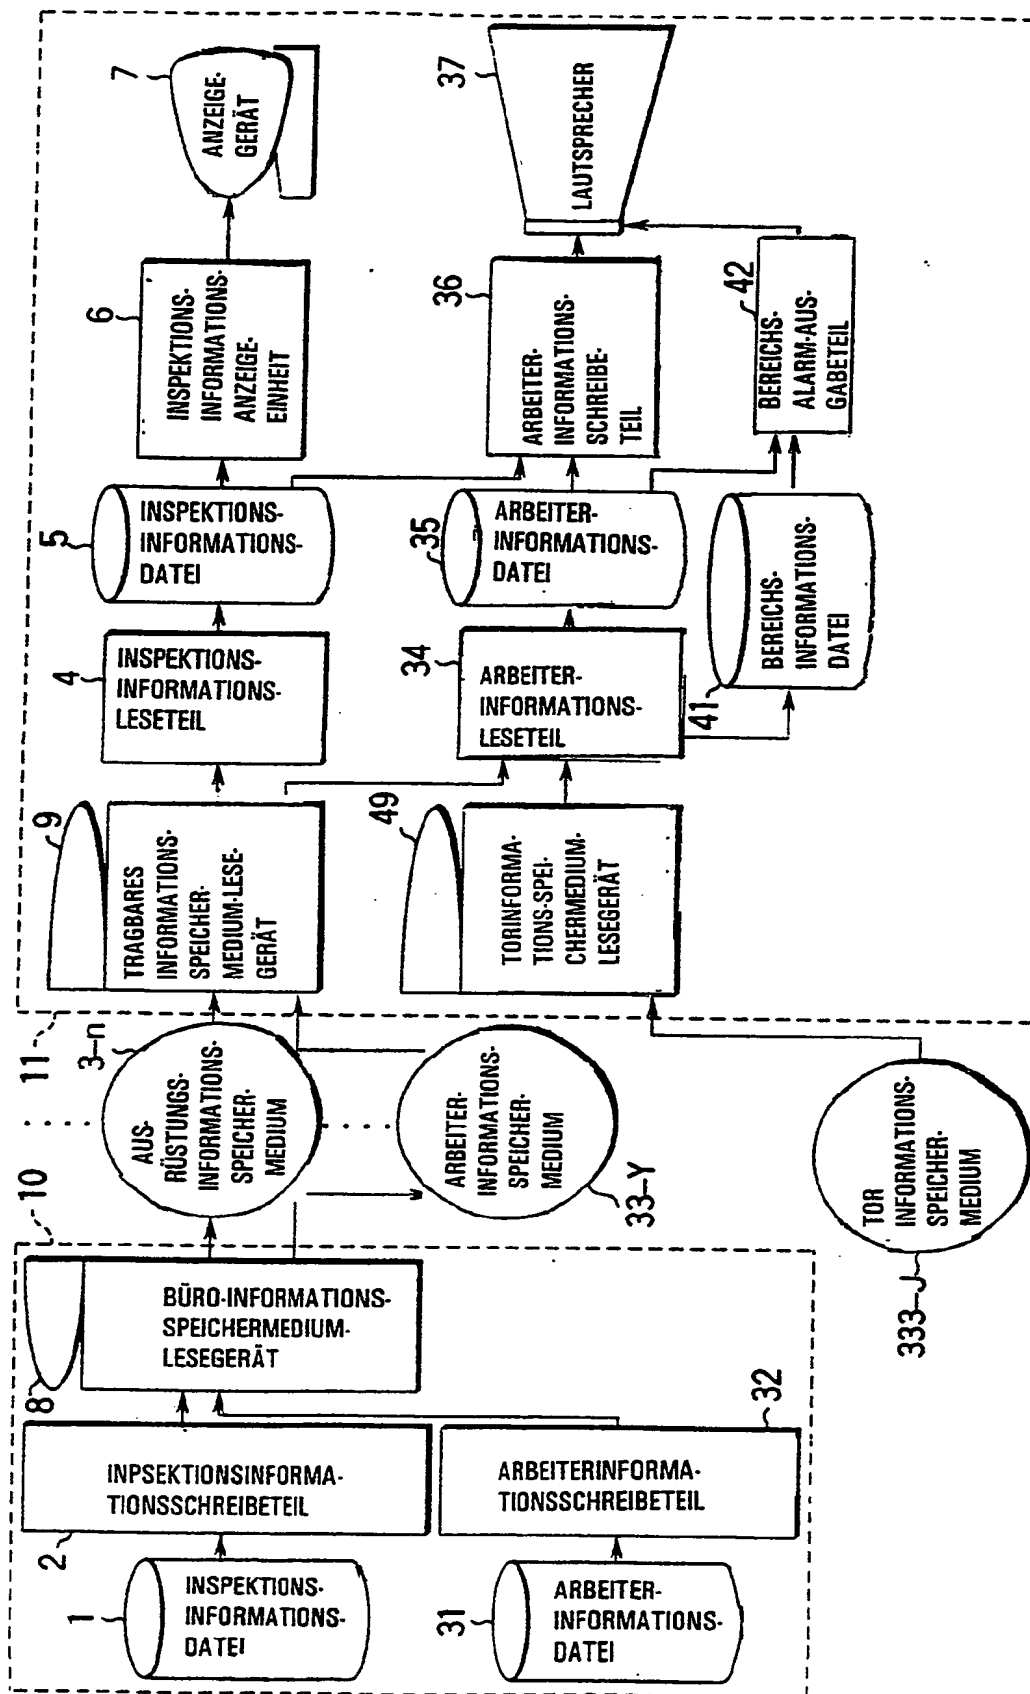 10
8
BÜRO-INFORMATIONS-
SPEICHERMEDIUM-
LESEGERÄT
2
INPSEKTIONSINFORMA-
TIONSSCHREIBETEIL
1
INSPEKTIONS-
INFORMATIONS-
DATEI
32
ARBEITERINFORMA-
TIONSSCHREIBETEIL
31
ARBEITER-
INFORMATIONS-
DATEI
3-n
AUS-
RÜSTUNGS-
INFORMATIONS-
SPEICHER-
MEDIUM
33-Y
ARBEITER-
INFORMATIONS-
SPEICHER-
MEDIUM
333-J
TOR
INFORMATIONS-
SPEICHER-
MEDIUM
11
9
TRAGBARES
INFORMATIONS-
SPEICHER-
MEDIUM-LESE-
GERÄT
4
INSPEKTIONS-
INFORMATIONS-
LESETEIL
5
INSPEKTIONS-
INFORMATIONS-
DATEI
6
INSPEKTIONS-
INFORMATIONS-
ANZEIGE-
EINHEIT
7
ANZEIGE-
GERÄT
49
TORINFORMA-
TIONS-SPEI-
CHERMEDIUM-
LESEGERÄT
34
ARBEITER-
INFORMATIONS-
LESETEIL
35
ARBEITER-
INFORMATIONS-
DATEI
36
ARBEITER-
INFORMATIONS-
SCHREIBE-
TEIL
37
LAUTSPRECHER
41
BEREICHS-
INFORMATIONS-
DATEI
42
BEREICHS-
ALARM-AUS-
GABETEIL